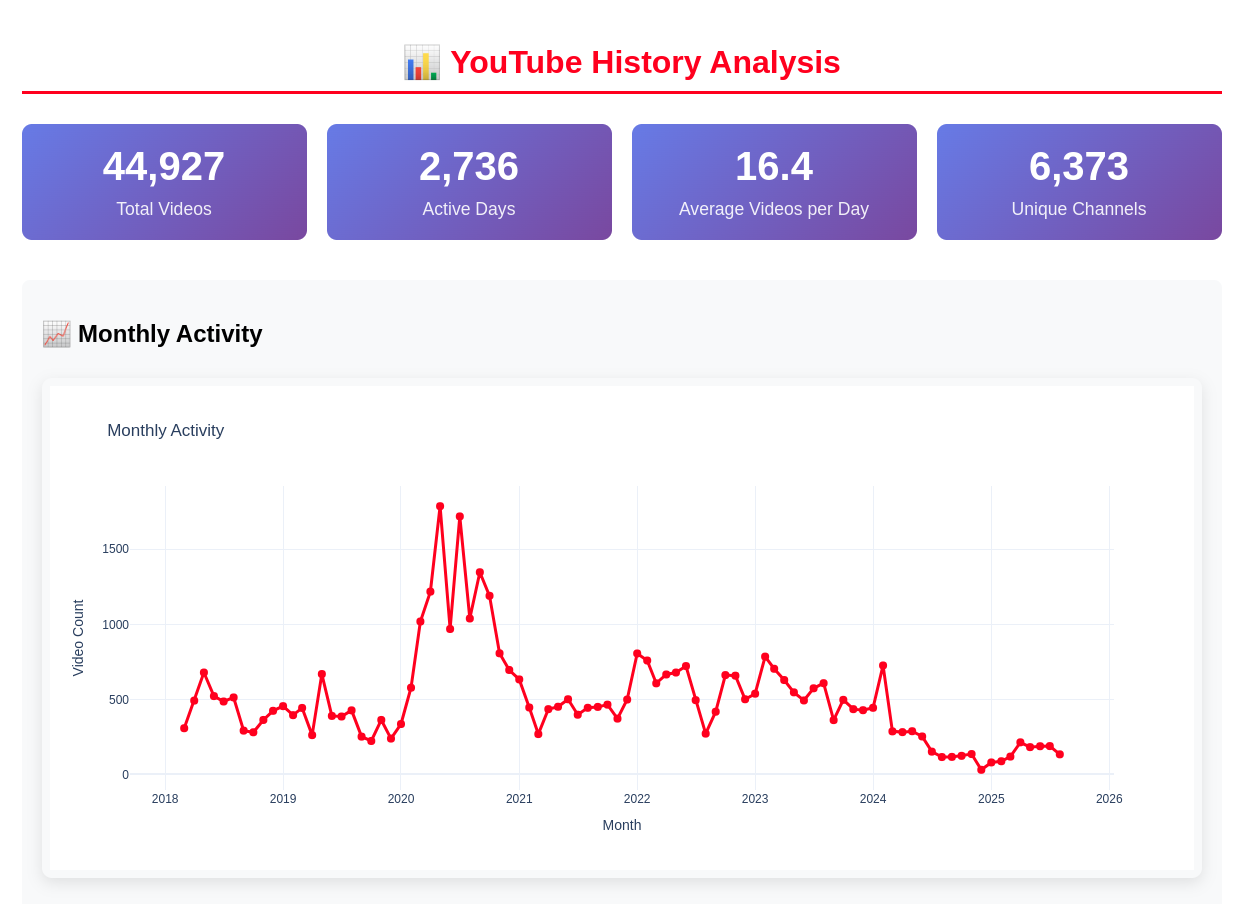 📊 YouTube History Analysis
44,927
Total Videos
2,736
Active Days
16.4
Average Videos per Day
6,373
Unique Channels
📈 Monthly Activity
Monthly Activity
Video Count
1500
1000
500
0
2018 2019 2020 2021 2022 2023 2024 2025 2026
Month